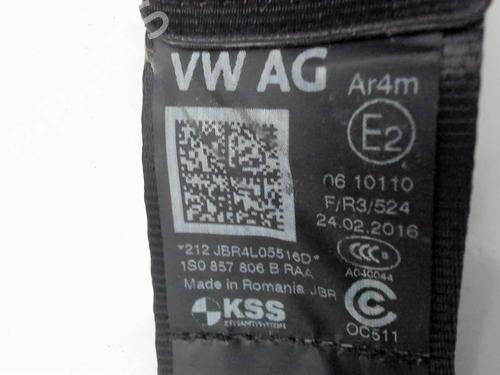 VW AG
Ar4m
E2
06 10110
F/R3/524
24.02.2016
*212 JBR4L05516D*
1S0 857 806 B RAA
Made in Romania JBR
KSS
CCC
A040044
C
OC511